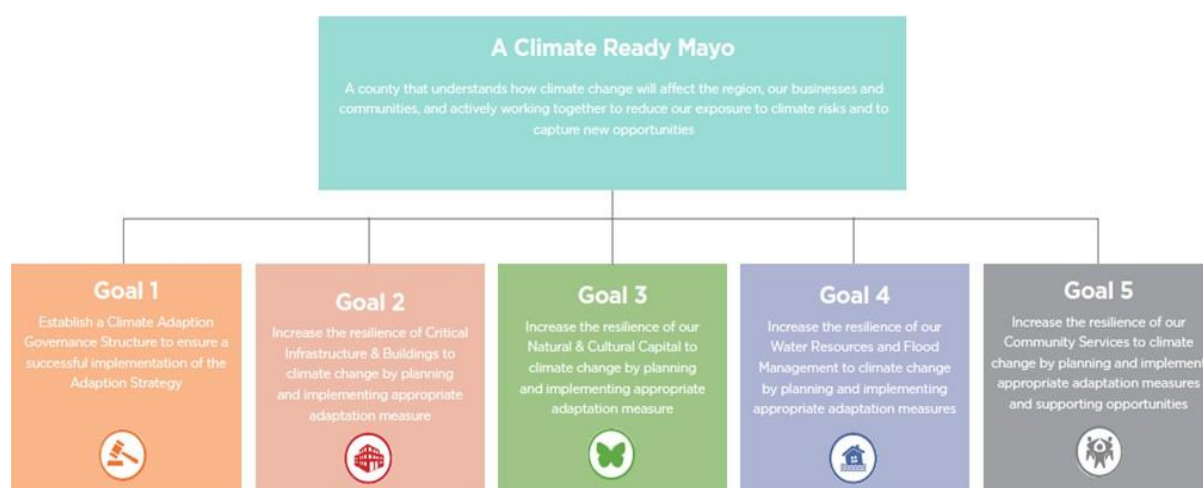 A Climate Ready Mayo
A county that understands how climate change will affect the region, our businesses and
communities, and actively working together to reduce our exposure to climate risks and to
capture new opportunities
Goal 1
Establish a Climate Adaption
Governance Structure to ensure a
successful implementation of the
Adaption Strategy
Goal 2
Increase the resilience of Critical
Infrastructure & Buildings to
climate change by planning
and implementing appropriate
adaptation measure
Goal 3
Increase the resilience of our
Natural & Cultural Capital to
climate change by planning
and implementing appropriate
adaptation measure
Goal 4
Increase the resilience of our
Water Resources and Flood
Management to climate change
by planning and implementing
appropriate adaptation measures
Goal 5
Increase the resilience of our
Community Services to climate
change by planning and implement
appropriate adaptation measures
and supporting opportunities